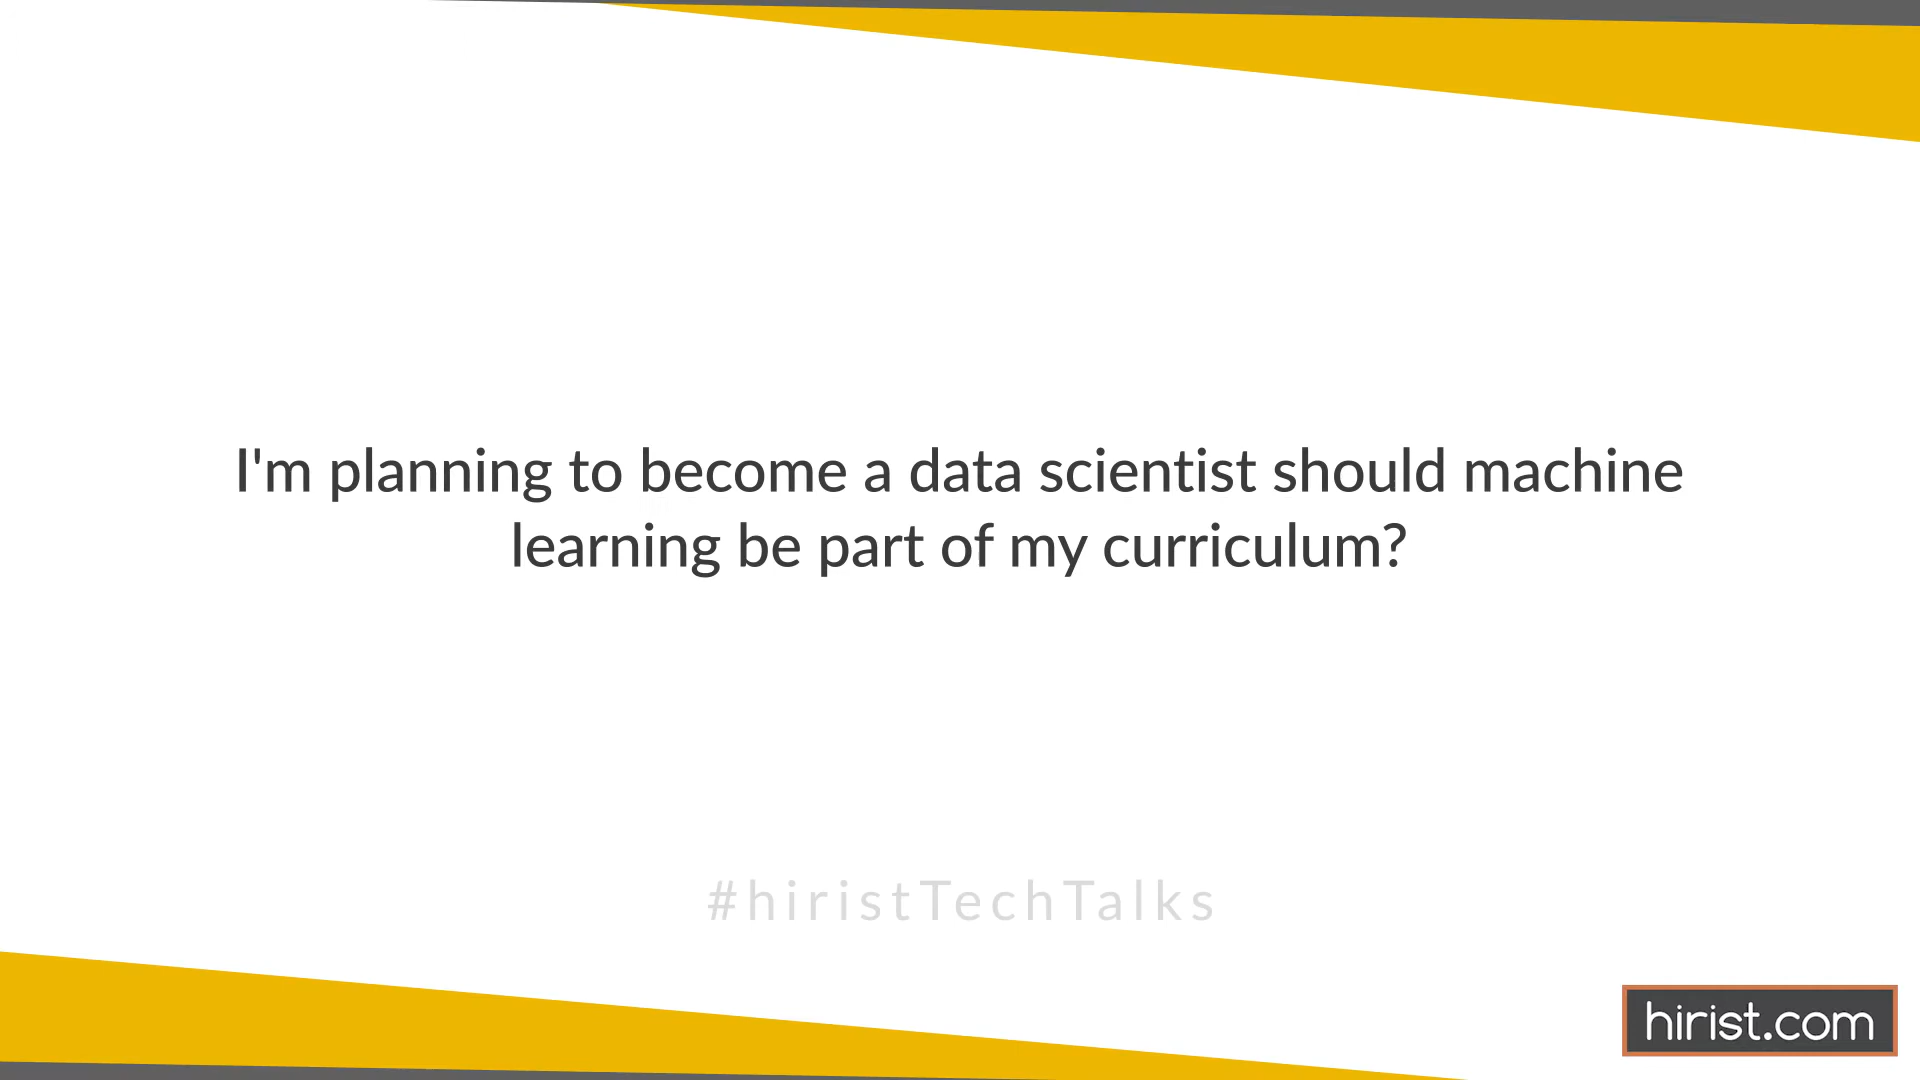 I'm planning to become a data scientist should machine
learning be part of my curriculum?
#hiristTechTalks
hirist.com